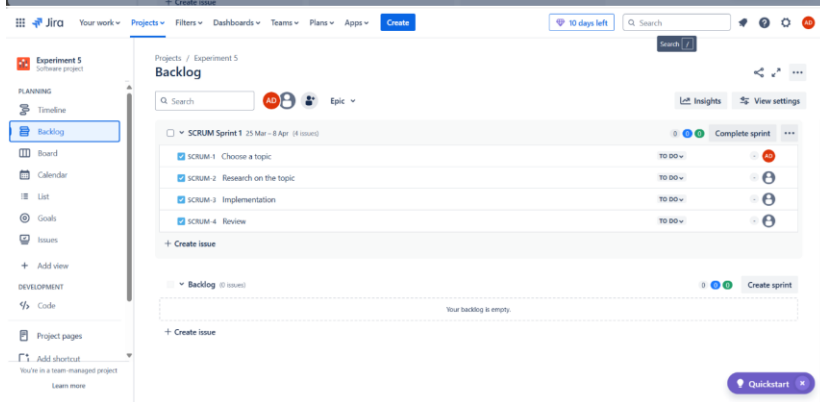 + Create issue
Jira Your work Projects Filters Dashboards Teams Plans Apps Create 10 days left Search AD
Search /
Experiment 5
Software project
PLANNING
Timeline
Backlog
Board
Calendar
List
Goals
Issues
+ Add view
DEVELOPMENT
Code
Project pages
Add shortcut
You're in a team-managed project
Learn more
Projects / Experiment 5
Backlog
Search AD Epic Insights View settings
SCRUM Sprint 1 25 Mar – 8 Apr (4 issues) 0 0 0 Complete sprint
SCRUM-1 Choose a topic TO DO - AD
SCRUM-2 Research on the topic TO DO -
SCRUM-3 Implementation TO DO -
SCRUM-4 Review TO DO -
+ Create issue
Backlog (0 issues) 0 0 0 Create sprint
Your backlog is empty.
+ Create issue
Quickstart